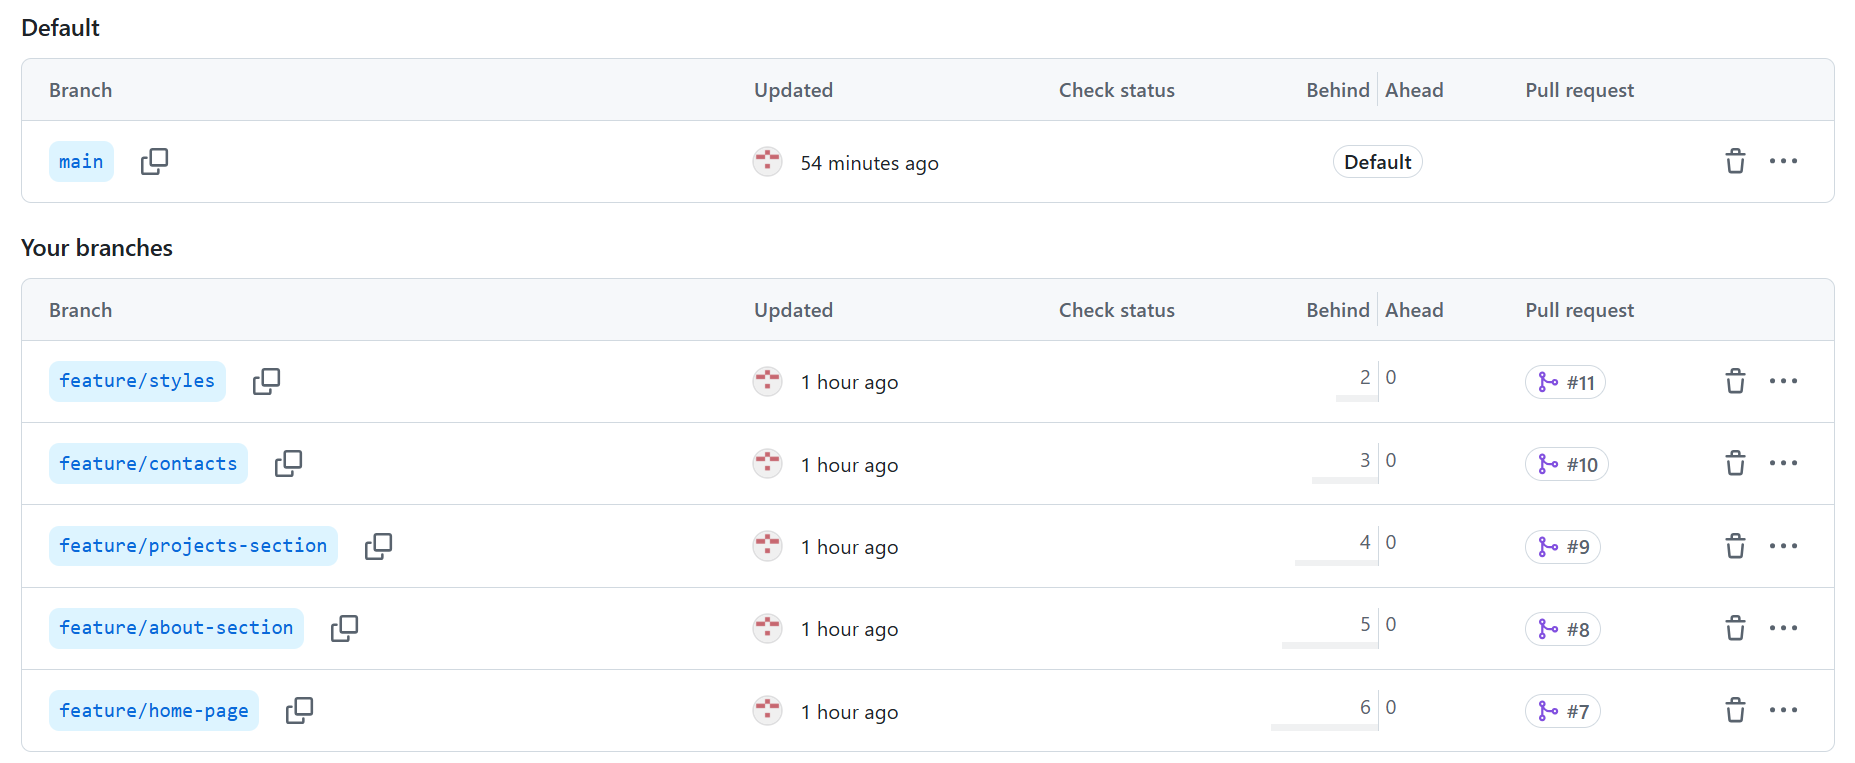 Default
Branch Updated Check status Behind Ahead Pull request
main 54 minutes ago Default
Your branches
Branch Updated Check status Behind Ahead Pull request
feature/styles 1 hour ago 2 0 #11
feature/contacts 1 hour ago 3 0 #10
feature/projects-section 1 hour ago 4 0 #9
feature/about-section 1 hour ago 5 0 #8
feature/home-page 1 hour ago 6 0 #7